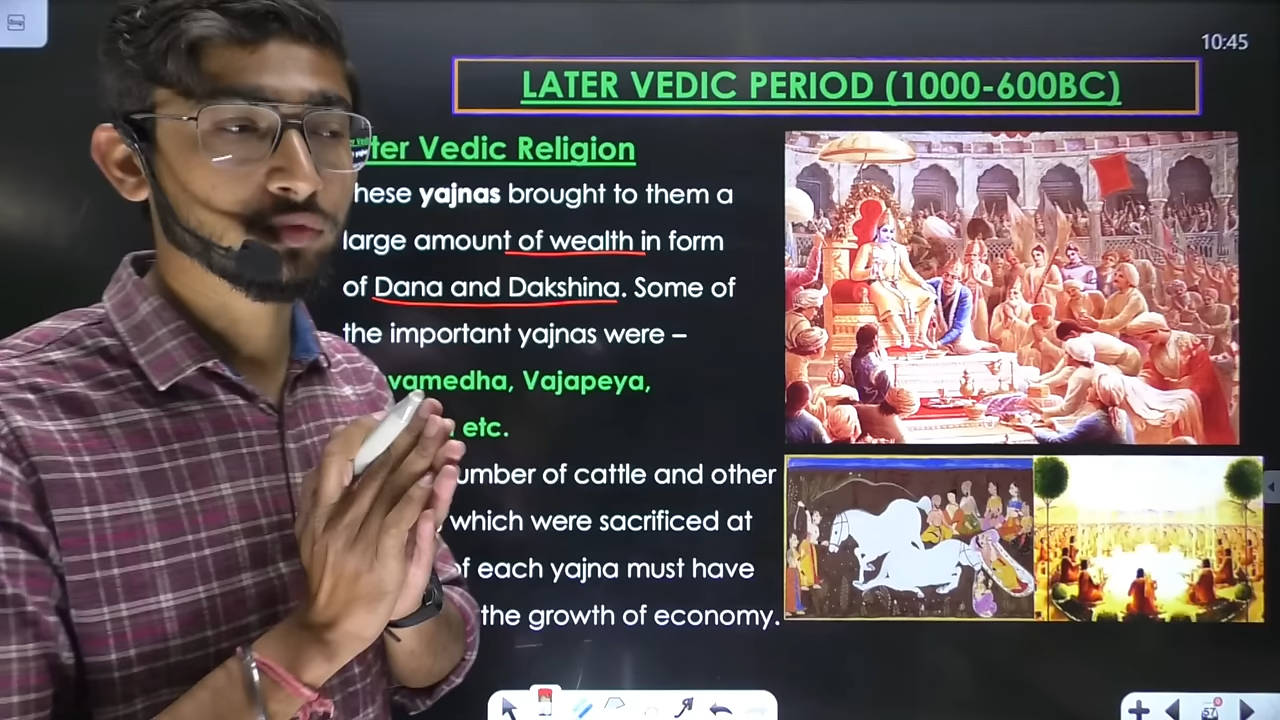 10:45
LATER VEDIC PERIOD (1000-600BC)
ter Vedic Religion
hese yajnas brought to them a
large amount of wealth in form
of Dana and Dakshina. Some of
the important yajnas were –
vamedha, Vajapeya,
, etc.
umber of cattle and other
, which were sacrificed at
of each yajna must have
the growth of economy.
57